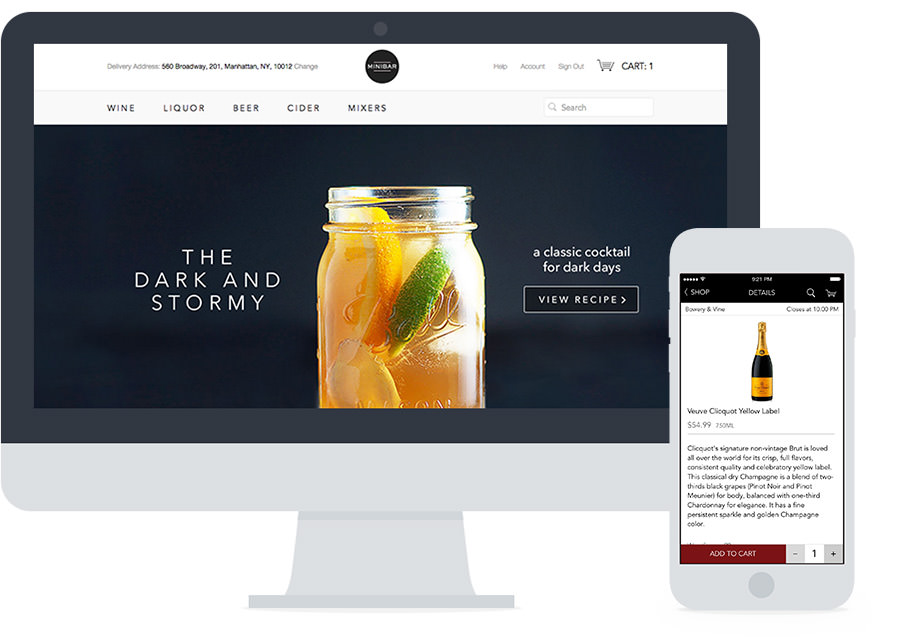 Delivery Address: 560 Broadway, 201, Manhattan, NY, 10012 Change
MINIBAR
Help Account Sign Out CART: 1
WINE LIQUOR BEER CIDER MIXERS
Search
THE
DARK AND
STORMY
a classic cocktail
for dark days
VIEW RECIPE >
9:21 PM
< SHOP DETAILS
Bowery & Vine Closes at 10:00 PM
Veuve Clicquot Yellow Label
$54.99 750ML
Clicquot's signature non-vintage Brut is loved
all over the world for its crisp, full flavors,
consistent quality and celebratory yellow label.
This classical dry Champagne is a blend of two-
thirds black grapes (Pinot Noir and Pinot
Meunier) for body, balanced with one-third
Chardonnay for elegance. It has a fine
persistent sparkle and golden Champagne
color.
ADD TO CART − 1 +